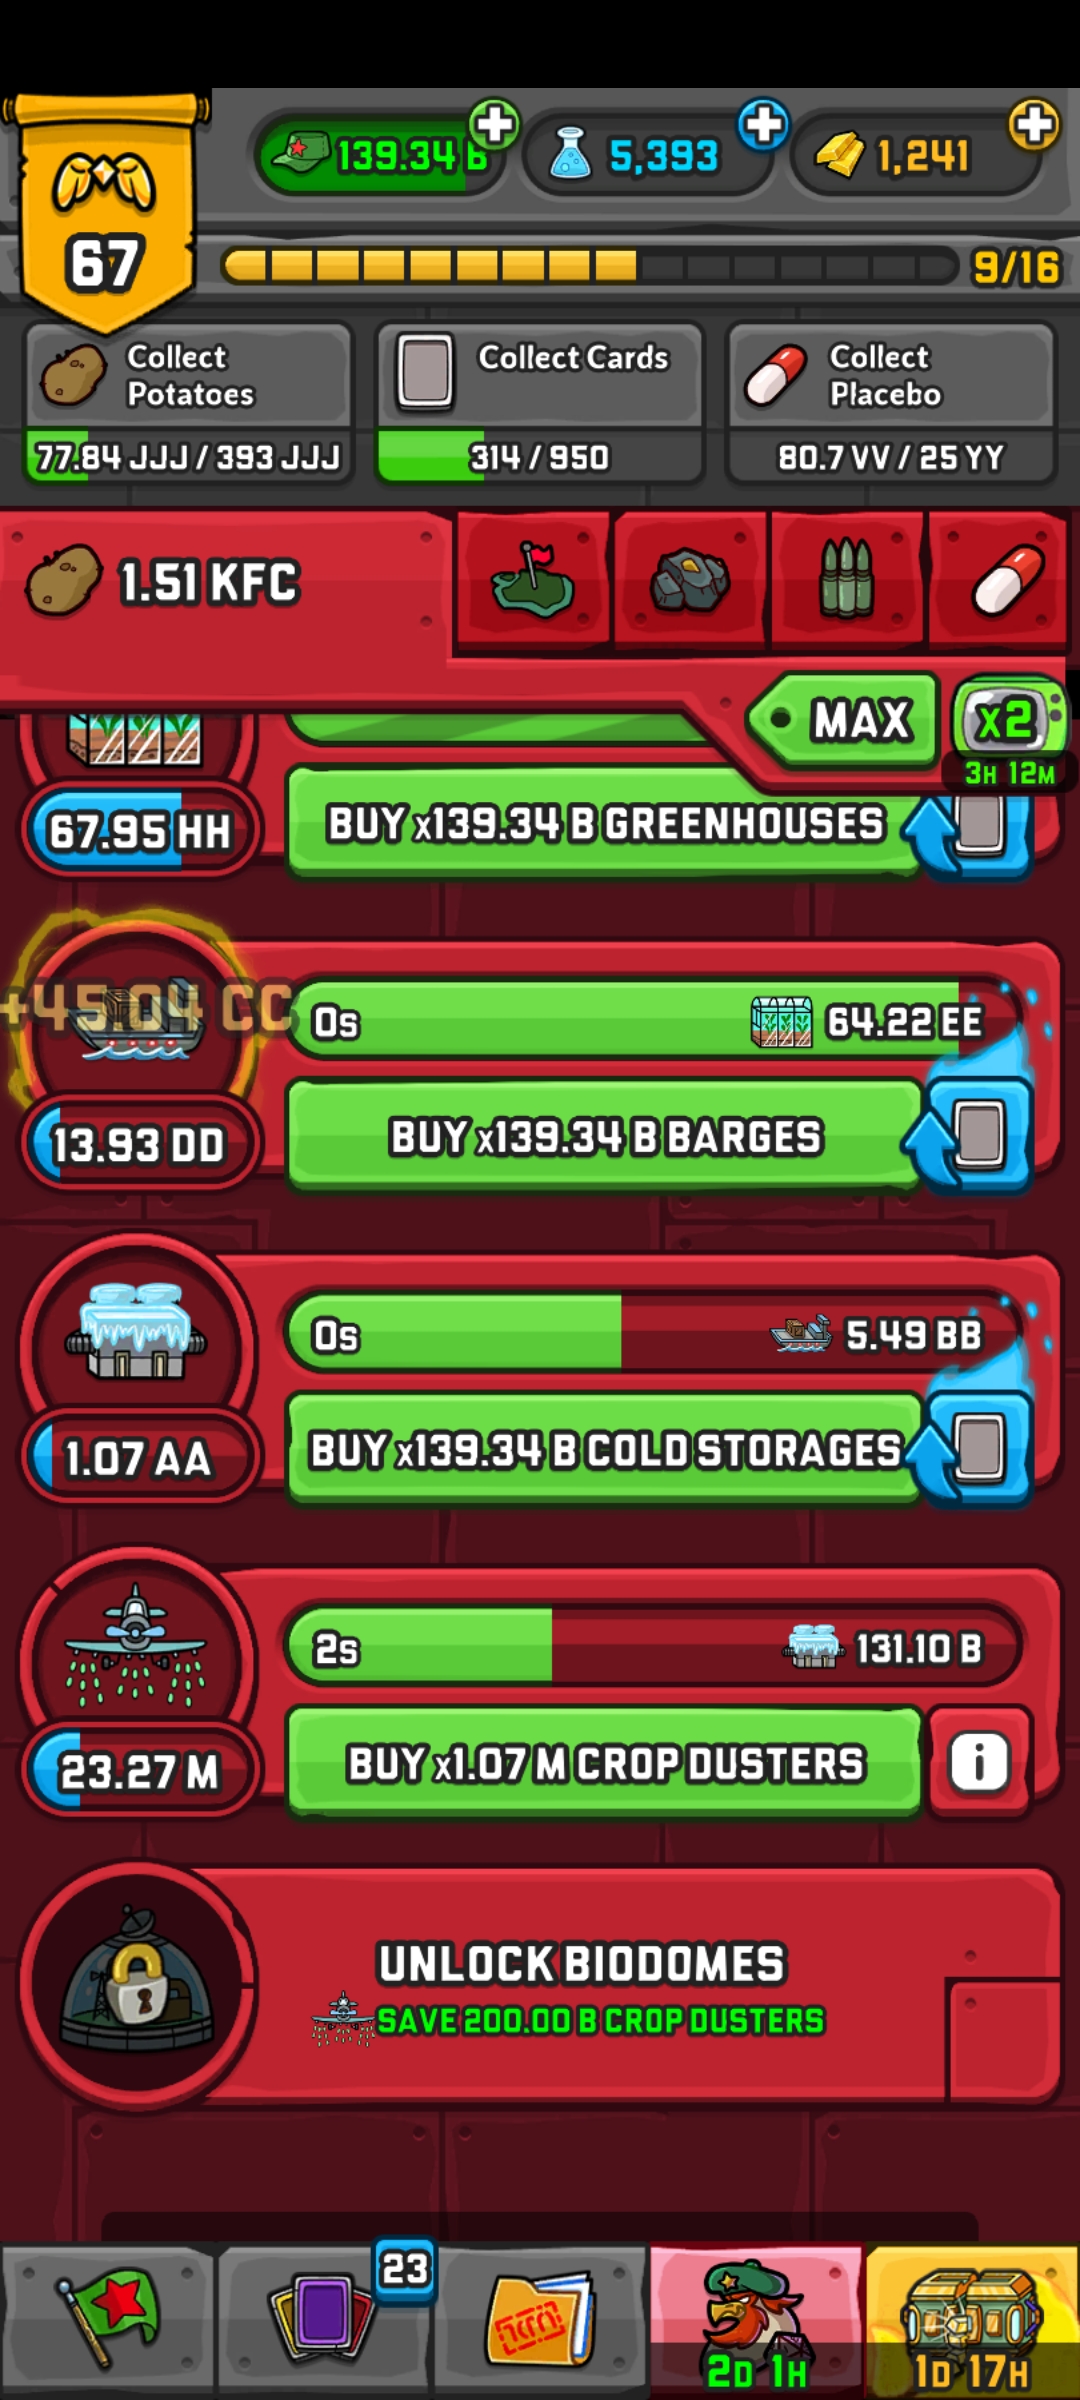 139.34 B
5,393
1,241
67
9/16
Collect
Potatoes
77.84 JJJ / 393 JJJ
Collect Cards
314 / 950
Collect
Placebo
80.7 VV / 25 YY
1.51 KFC
MAX
X2
3H 12M
67.95 HH
BUY x139.34 B GREENHOUSES
+45.04 CC
0s
64.22 EE
13.93 DD
BUY x139.34 B BARGES
0s
5.49 BB
1.07 AA
BUY x139.34 B COLD STORAGES
2s
131.10 B
23.27 M
BUY x1.07 M CROP DUSTERS
i
UNLOCK BIODOMES
SAVE 200.00 B CROP DUSTERS
23
2D 1H
1D 17H